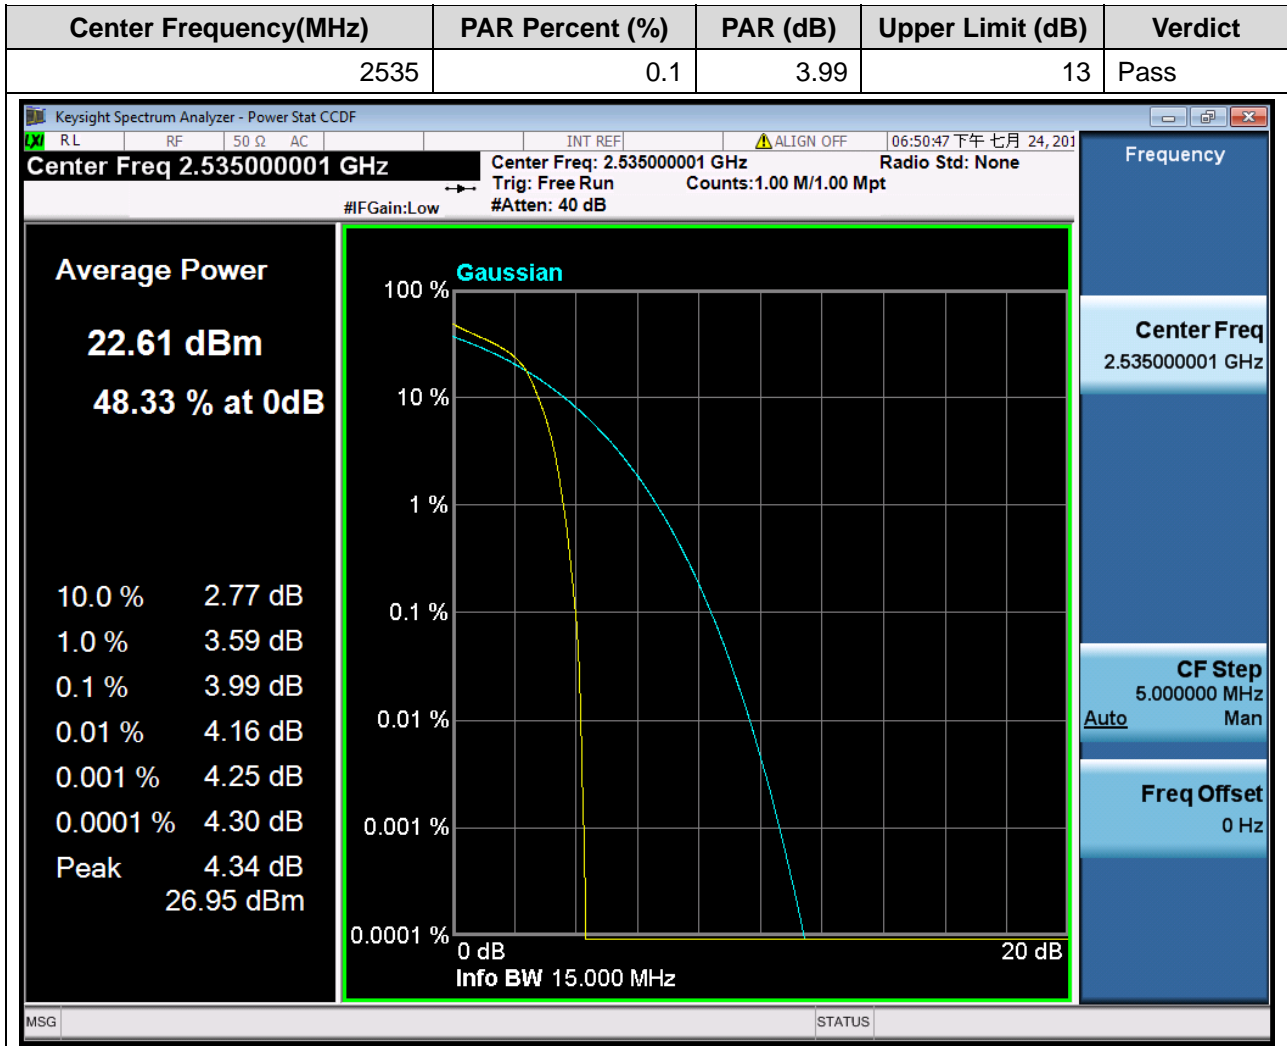 Center Frequency(MHz) PAR Percent (%) PAR (dB) Upper Limit (dB) Verdict
2535 0.1 3.99 13 Pass
Keysight Spectrum Analyzer - Power Stat CCDF
LXI RL RF 50 Ω AC INT REF ALIGN OFF 06:50:47 下午 七月 24, 201
Center Freq 2.535000001 GHz
Center Freq: 2.535000001 GHz Radio Std: None
Trig: Free Run Counts:1.00 M/1.00 Mpt
#IFGain:Low #Atten: 40 dB
Frequency
Average Power
22.61 dBm
48.33 % at 0dB
10.0 % 2.77 dB
1.0 % 3.59 dB
0.1 % 3.99 dB
0.01 % 4.16 dB
0.001 % 4.25 dB
0.0001 % 4.30 dB
Peak 4.34 dB
26.95 dBm
Gaussian
100 %
10 %
1 %
0.1 %
0.01 %
0.001 %
0.0001 %
0 dB 20 dB
Info BW 15.000 MHz
Center Freq
2.535000001 GHz
CF Step
5.000000 MHz
Auto Man
Freq Offset
0 Hz
MSG STATUS